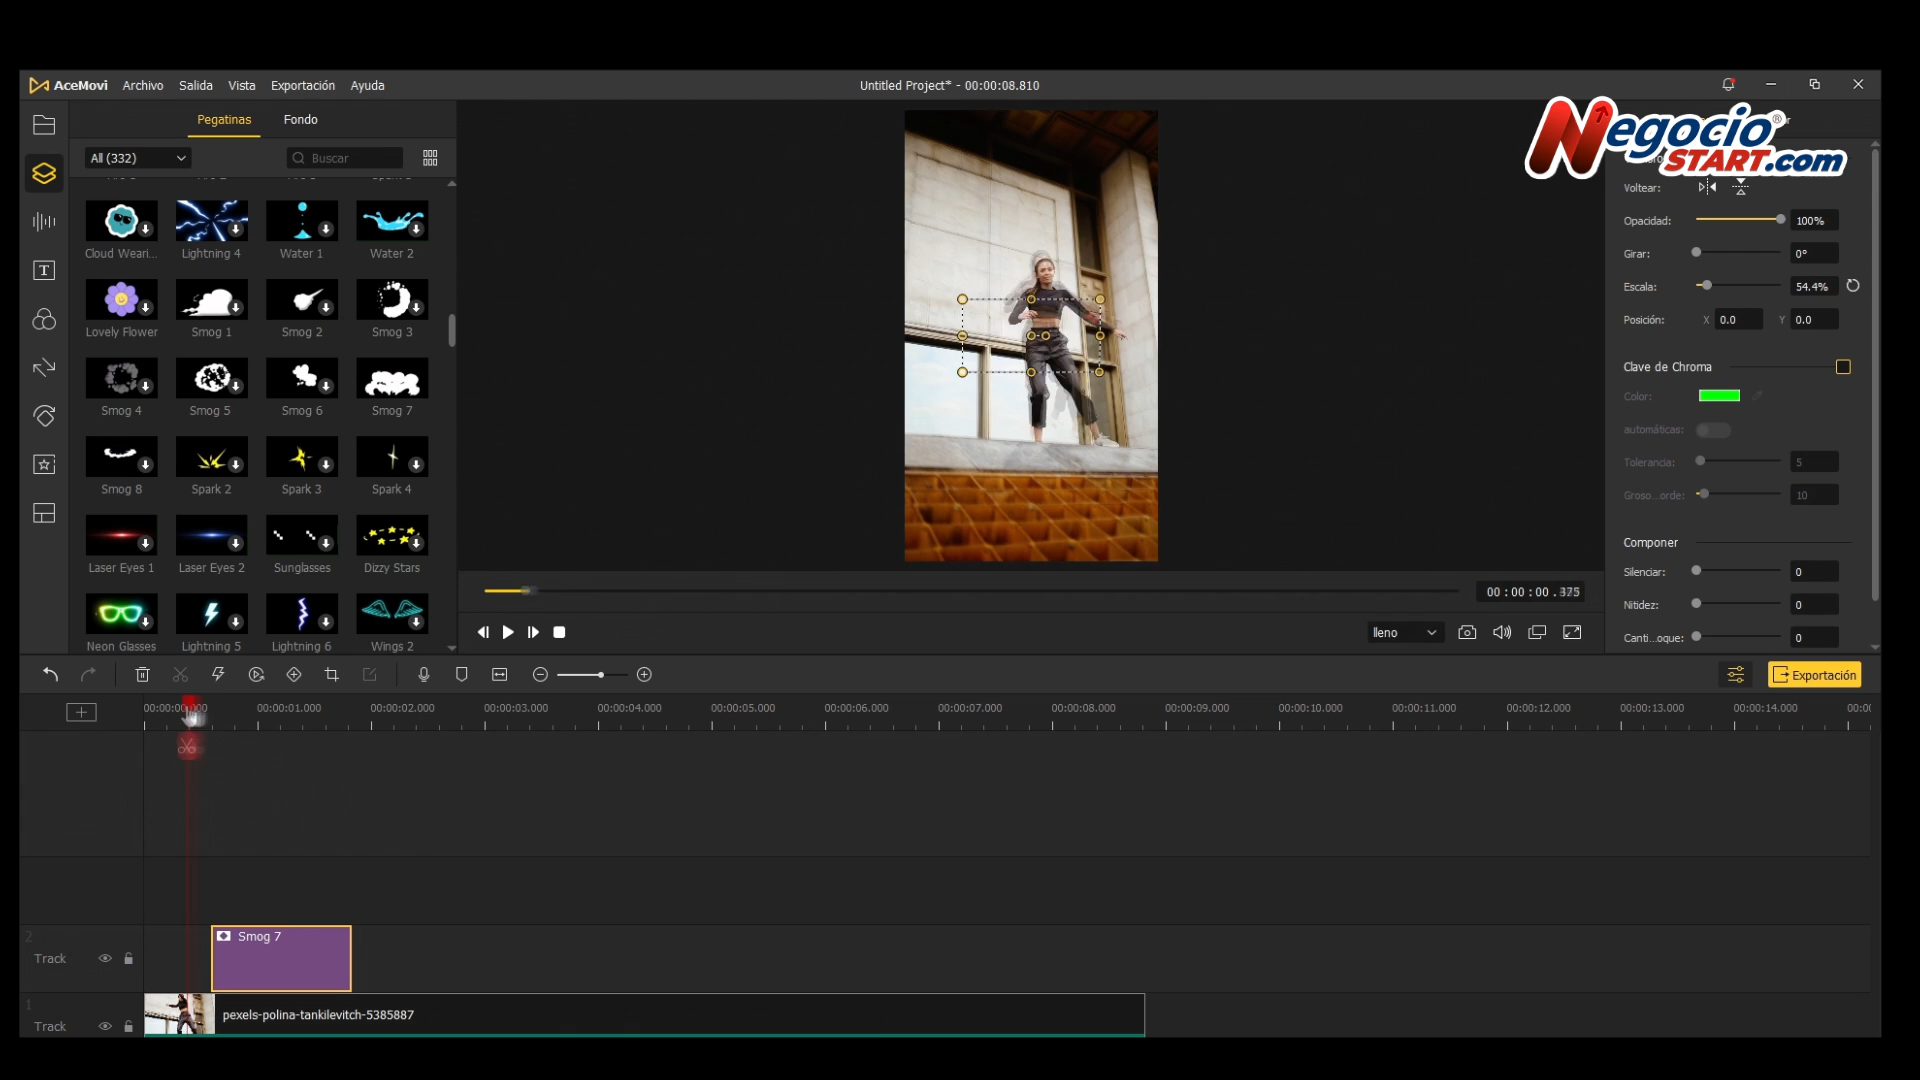 AceMovi Archivo Salida Vista Exportación Ayuda
Untitled Project* - 00:00:08.810
Negocio®
START.com
Pegatinas Fondo
All (332)
Buscar
Cloud Weari... Lightning 4 Water 1 Water 2
Lovely Flower Smog 1 Smog 2 Smog 3
Smog 4 Smog 5 Smog 6 Smog 7
Smog 8 Spark 2 Spark 3 Spark 4
Laser Eyes 1 Laser Eyes 2 Sunglasses Dizzy Stars
Neon Glasses Lightning 5 Lightning 6 Wings 2
Voltear:
Opacidad: 100%
Girar: 0°
Escala: 54.4%
Posición: X 0.0 Y 0.0
Clave de Chroma
Color:
automáticas:
Tolerancia: 5
Groso...orde: 10
Componer
Silenciar: 0
Nitidez: 0
Canti...oque: 0
lleno
Exportación
00:00:01.000 00:00:02.000 00:00:03.000 00:00:04.000 00:00:05.000 00:00:06.000 00:00:07.000 00:00:08.000 00:00:09.000 00:00:10.000 00:00:11.000 00:00:12.000 00:00:13.000 00:00:14.000
2
Track
Smog 7
1
Track
pexels-polina-tankilevitch-5385887